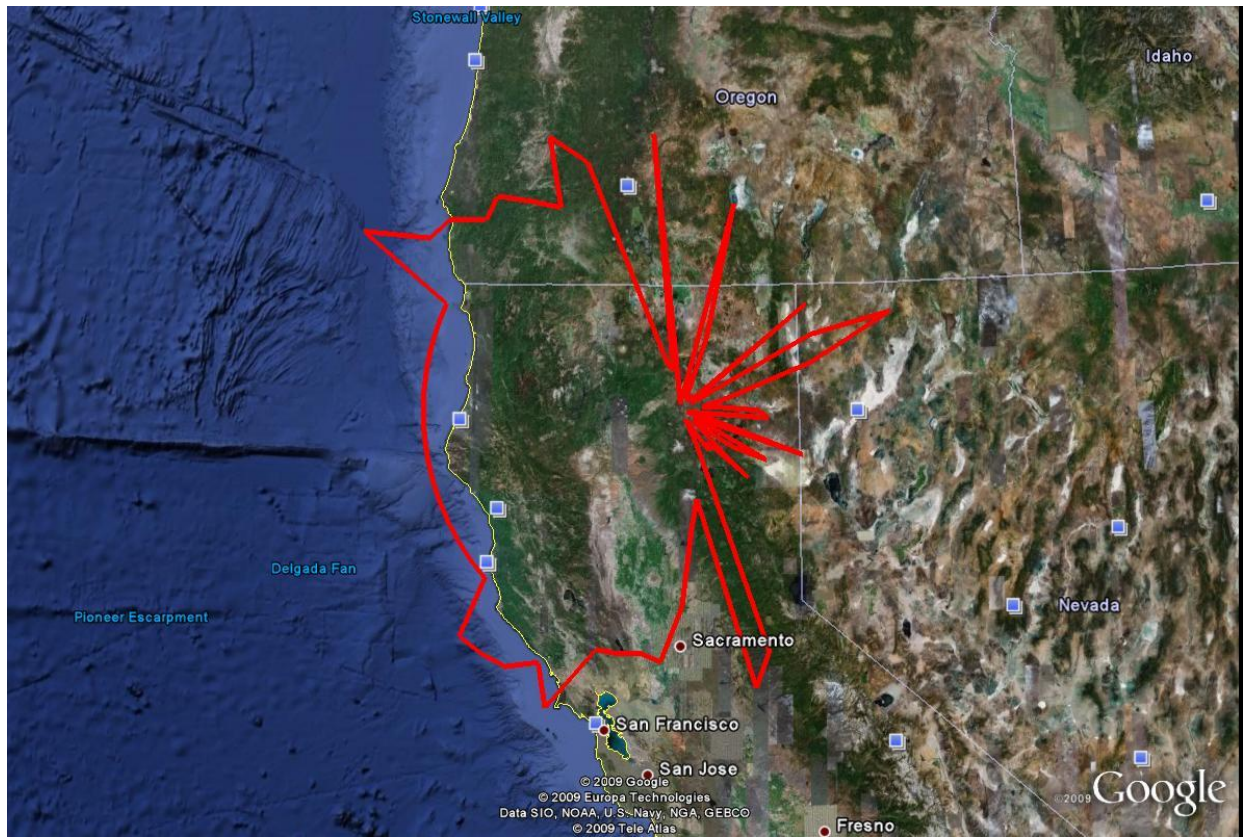 Stonewall Valley
Idaho
Oregon
Delgada Fan
Pioneer Escarpment
Nevada
Sacramento
San Francisco
San Jose
© 2009 Google
© 2009 Europa Technologies
Data SIO, NOAA, U.S. Navy, NGA, GEBCO
© 2009 Tele Atlas
©2009 Google
Fresno